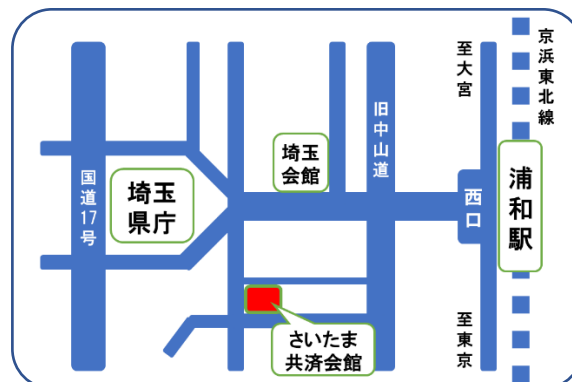 国道17号
埼玉
県庁
埼玉
会館
旧中山道
至大宮
京浜東北線
西口
浦和駅
至東京
さいたま
共済会館